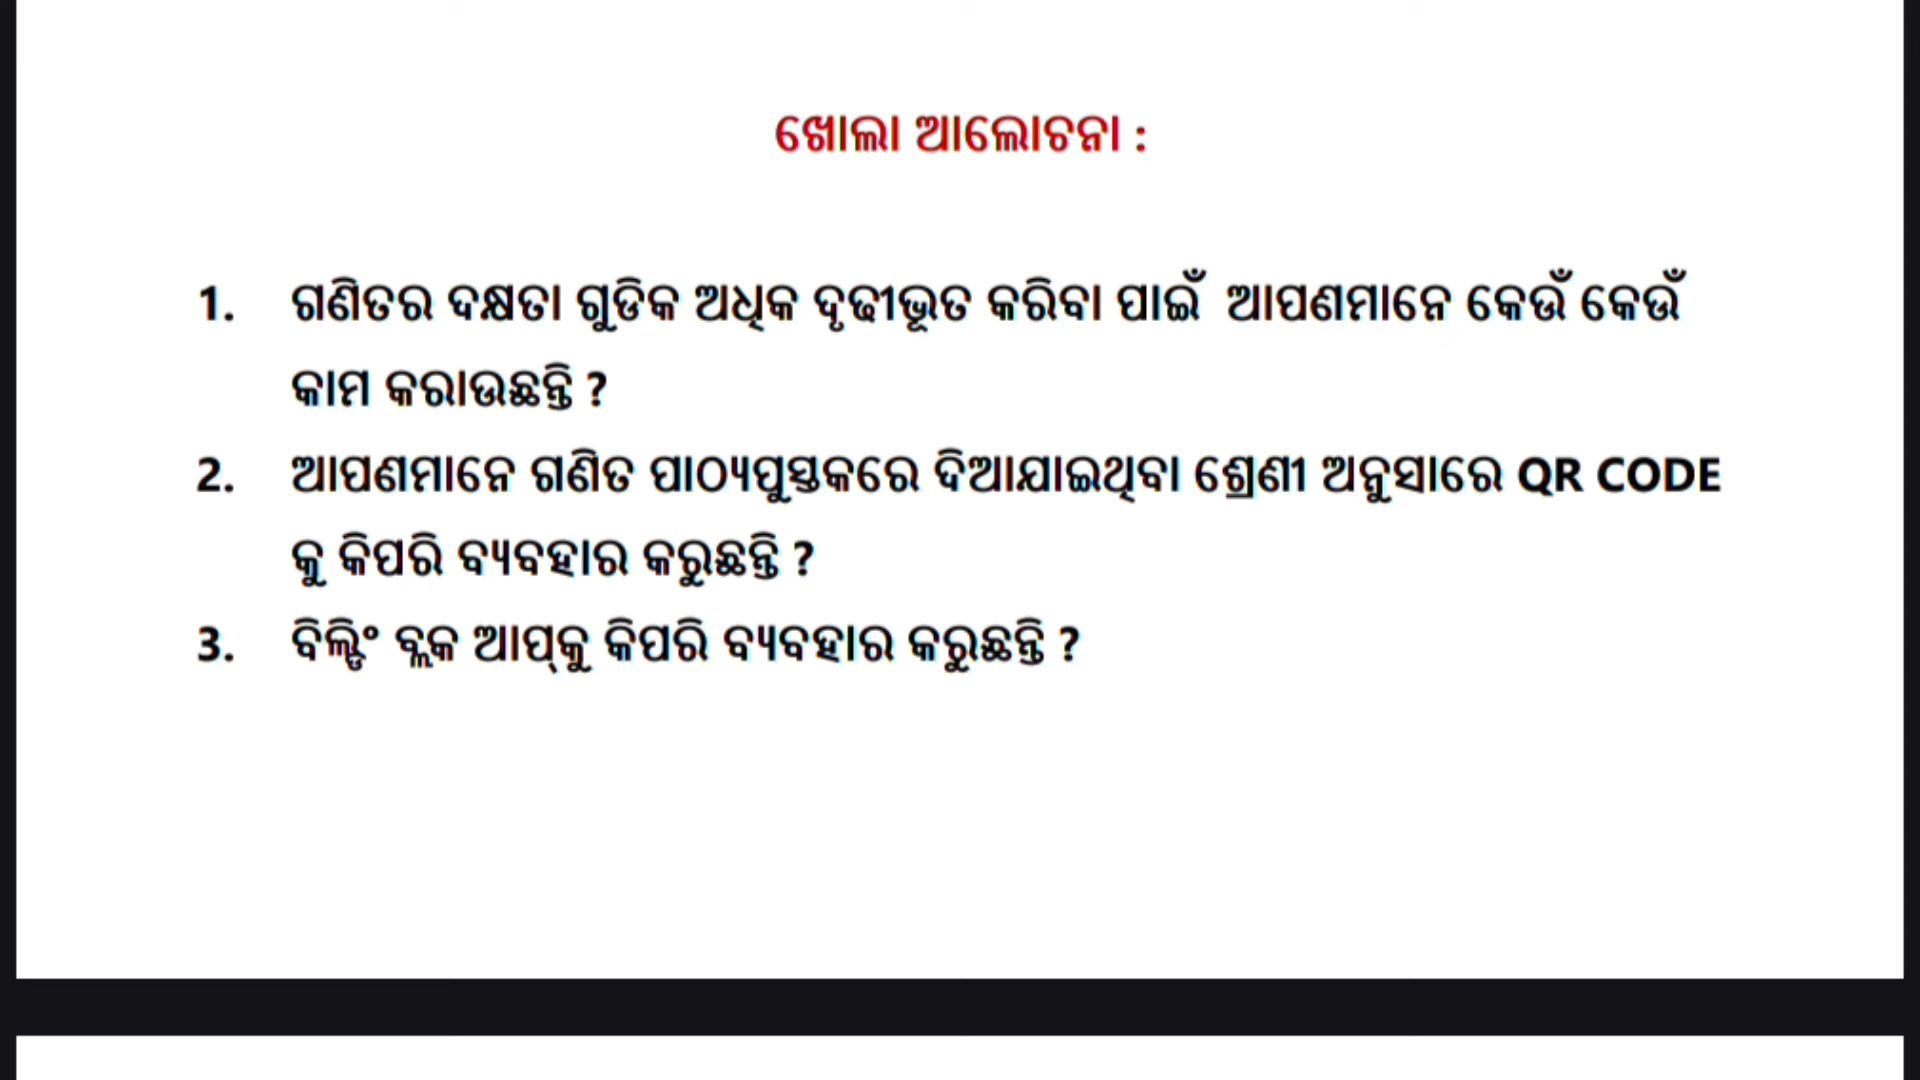 ଖୋଲା ଆଲୋଚନା :
1. ଗଣିତର ଦକ୍ଷତା ଗୁଡିକ ଅଧିକ ଦୃଢୀଭୂତ କରିବା ପାଇଁ ଆପଣମାନେ କେଉଁ କେଉଁ
କାମ କରାଉଛନ୍ତି ?
2. ଆପଣମାନେ ଗଣିତ ପାଠ୍ୟପୁସ୍ତକରେ ଦିଆଯାଇଥିବା ଶ୍ରେଣୀ ଅନୁସାରେ QR CODE
କୁ କିପରି ବ୍ୟବହାର କରୁଛନ୍ତି ?
3. ବିଲ୍ଡିଂ ବ୍ଲକ ଆପ୍‌କୁ କିପରି ବ୍ୟବହାର କରୁଛନ୍ତି ?